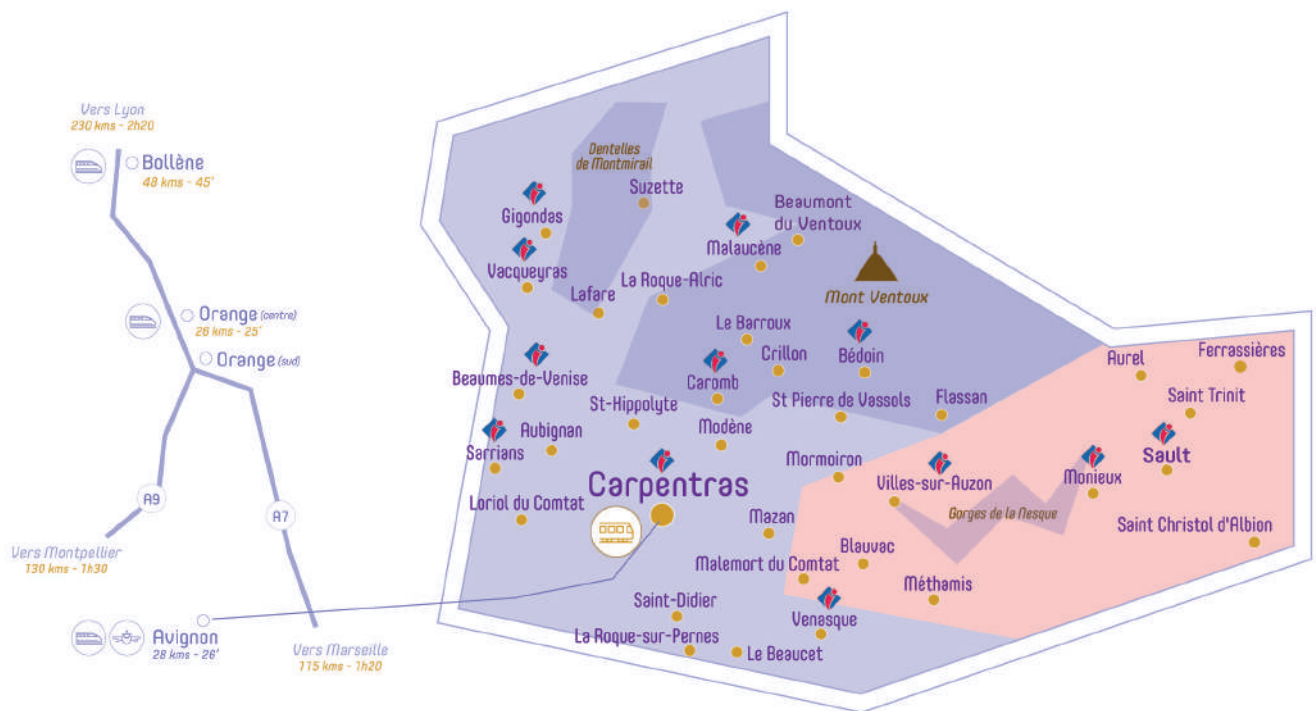 Vers Lyon
230 kms - 2h20
Bollène
48 kms - 45'
Orange (centre)
26 kms - 25'
Orange (sud)
A9
A7
Vers Montpellier
130 kms - 1h30
Avignon
28 kms - 26'
Vers Marseille
115 kms - 1h20
Dentelles
de Montmirail
Suzette
Gigondas
Beaumont
du Ventoux
Malaucène
Vacqueyras
La Roque-Alric
Lafare
Mont Ventoux
Le Barroux
Crillon
Bédoin
Beaumes-de-Venise
Caromb
St-Hippolyte
St Pierre de Vassols
Flassan
Aurel
Ferrassières
Saint Trinit
Aubignan
Modène
Sarrians
Mormoiron
Sault
Monieux
Villes-sur-Auzon
Carpentras
Loriol du Comtat
Mazan
Gorges de la Nesque
Saint Christol d'Albion
Blauvac
Malemort du Comtat
Méthamis
Saint-Didier
Venasque
La Roque-sur-Pernes
Le Beaucet